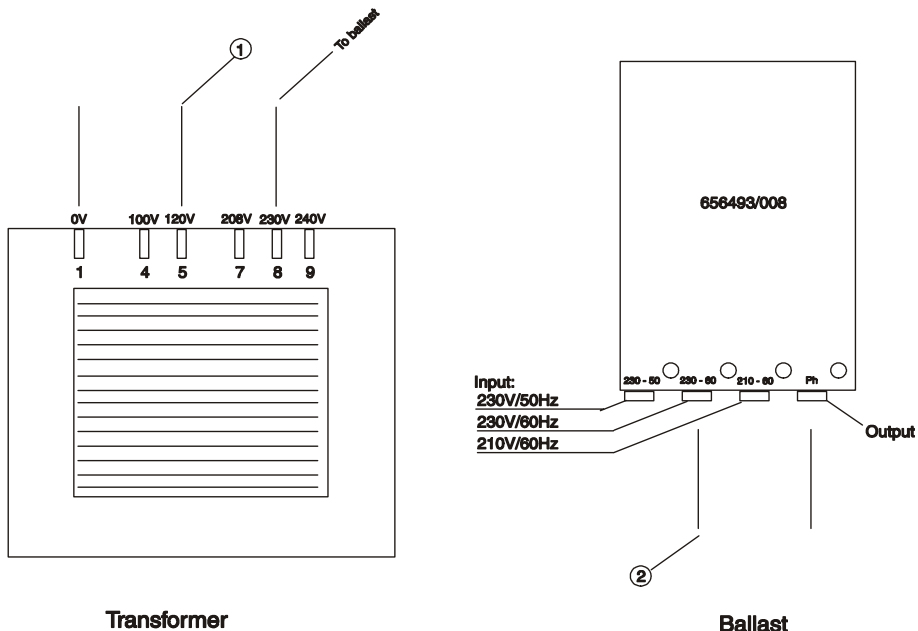 1
To ballast
0V 100V 120V 208V 230V 240V
1 4 5 7 8 9
Transformer
656493/008
230 - 50 230 - 60 210 - 60 Ph
Input:
230V/50Hz
230V/60Hz
210V/60Hz
Output
2
Ballast